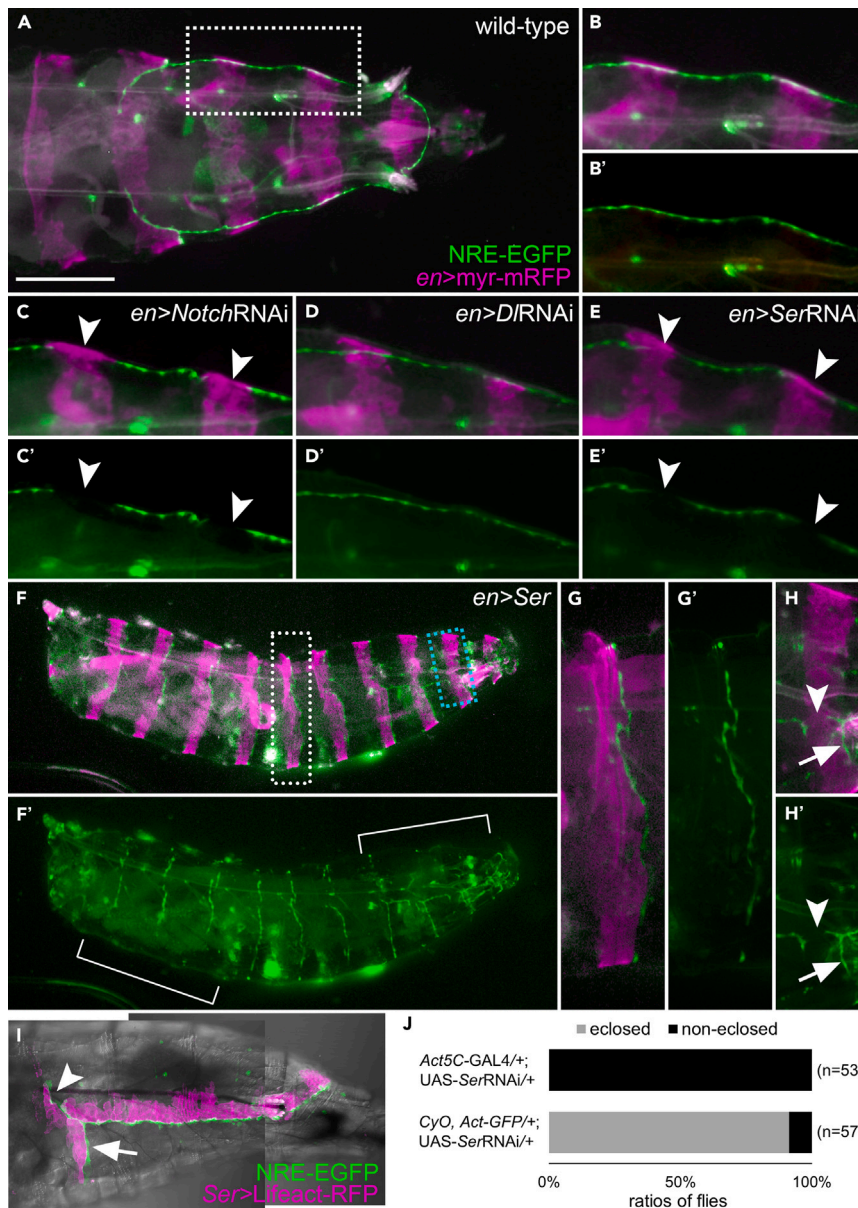 A
wild-type
NRE-EGFP
en>myr-mRFP
B
B'
C
en>NotchRNAi
D
en>DlRNAi
E
en>SerRNAi
C'
D'
E'
F
en>Ser
G
G'
H
F'
H'
I
NRE-EGFP
Ser>Lifeact-RFP
J
eclosed
non-eclosed
Act5C-GAL4/+;
UAS-SerRNAi/+
(n=53
CyO, Act-GFP/+;
UAS-SerRNAi/+
(n=57
0%
50%
100%
ratios of flies